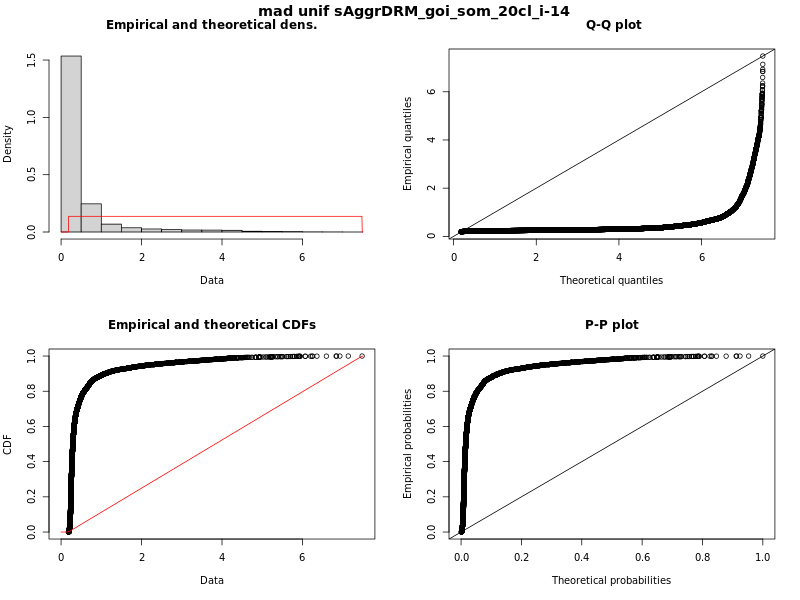 mad unif sAggrDRM_goi_som_20cl_i-14
Empirical and theoretical dens.
Density
0.0 0.5 1.0 1.5
0 2 4 6
Data
Q-Q plot
Empirical quantiles
0 2 4 6
0 2 4 6
Theoretical quantiles
Empirical and theoretical CDFs
CDF
0.0 0.2 0.4 0.6 0.8 1.0
0 2 4 6
Data
P-P plot
Empirical probabilities
0.0 0.2 0.4 0.6 0.8 1.0
0.0 0.2 0.4 0.6 0.8 1.0
Theoretical probabilities